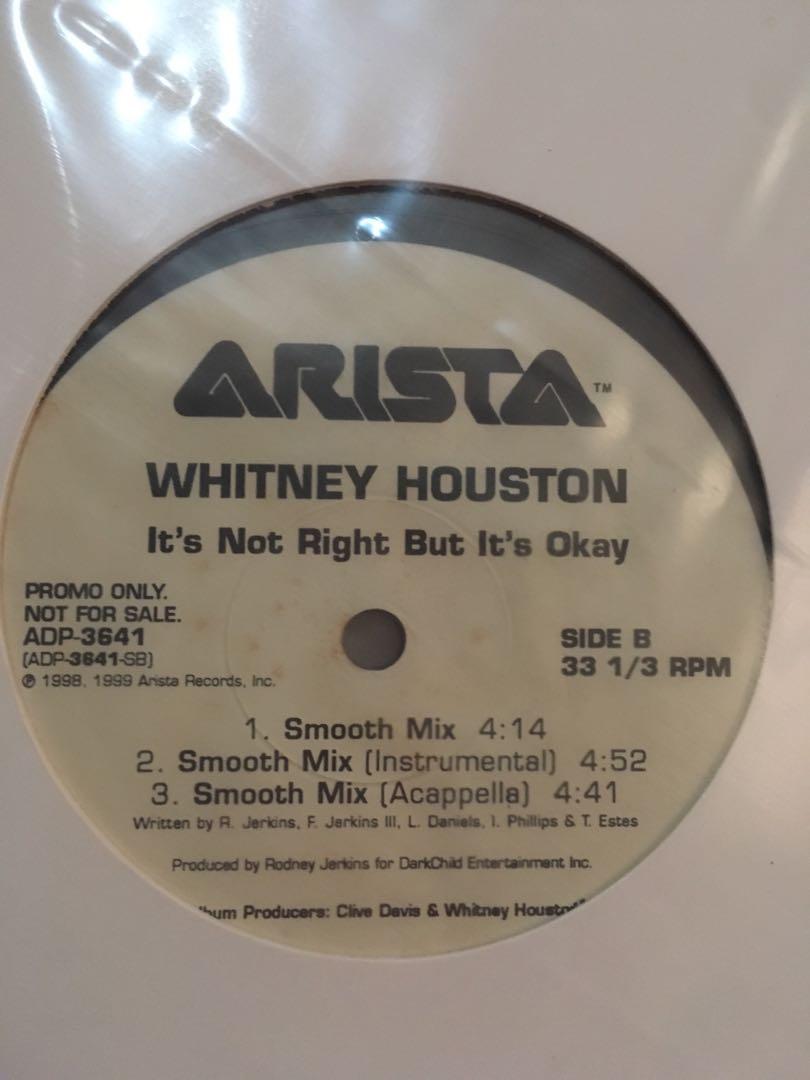 ARISTA™
WHITNEY HOUSTON
It's Not Right But It's Okay
PROMO ONLY.
NOT FOR SALE.
ADP-3641
(ADP-3641-SB)
℗ 1998, 1999 Arista Records, Inc.
SIDE B
33 1/3 RPM
1. Smooth Mix 4:14
2. Smooth Mix (Instrumental) 4:52
3. Smooth Mix (Acappella) 4:41
Written by R. Jerkins, F. Jerkins III, L. Daniels, I. Phillips & T. Estes
Produced by Rodney Jerkins for DarkChild Entertainment Inc.
Producers: Clive Davis & Whitney